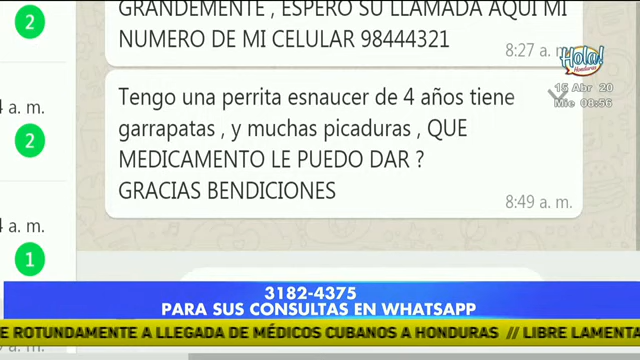 GRANDEMENTE , ESPERO SU LLAMADA AQUI MI
NUMERO DE MI CELULAR 98444321
8:27 a. m.
2
Hola!
Honduras
15 Abr 20
Mie 08:56
a. m.
2
Tengo una perrita esnaucer de 4 años tiene
garrapatas , y muchas picaduras , QUE
MEDICAMENTO LE PUEDO DAR ?
GRACIAS BENDICIONES
8:49 a. m.
4 a. m.
1
3182-4375
PARA SUS CONSULTAS EN WHATSAPP
E ROTUNDAMENTE A LLEGADA DE MÉDICOS CUBANOS A HONDURAS // LIBRE LAMENTA
a. m.